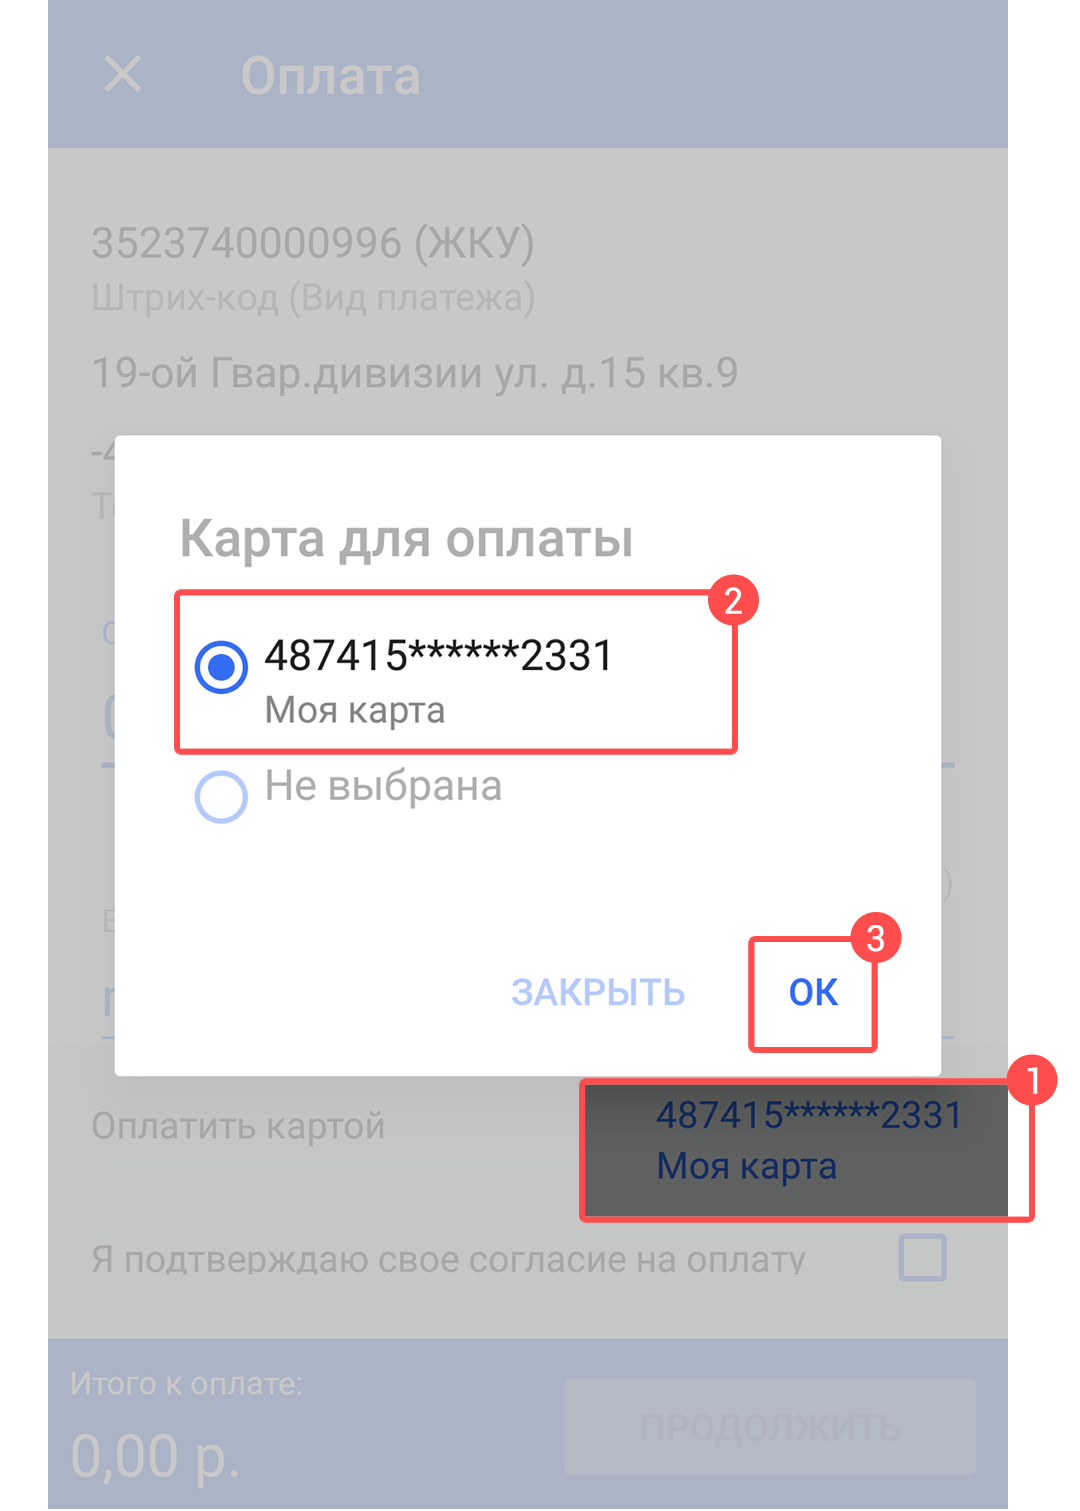 Оплата
3523740000996 (ЖКУ)
Штрих-код (Вид платежа)
19-ой Гвар.дивизии ул. д.15 кв.9
Карта для оплаты
2
487415******2331
Моя карта
Не выбрана
3
ЗАКРЫТЬ
ОК
1
Оплатить картой
487415******2331
Моя карта
Я подтверждаю свое согласие на оплату
Итого к оплате:
0,00 р.
ПРОДОЛЖИТЬ